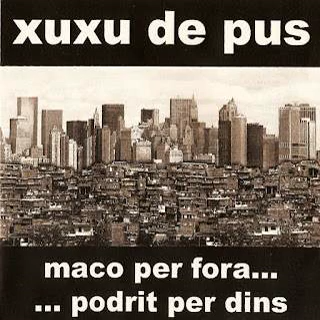 xuxu de pus
maco per fora...
... podrit per dins